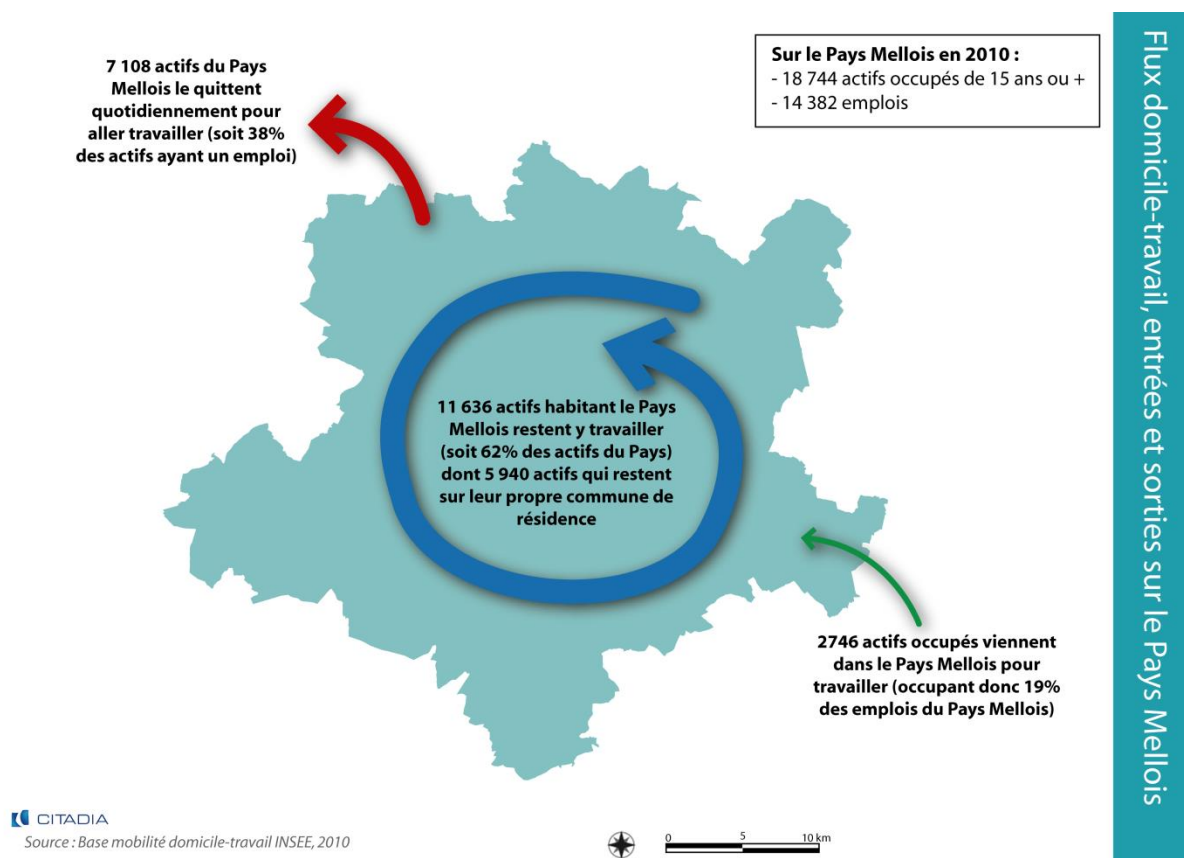 7 108 actifs du Pays
Mellois le quittent
quotidiennement pour
aller travailler (soit 38%
des actifs ayant un emploi)
Sur le Pays Mellois en 2010 :
- 18 744 actifs occupés de 15 ans ou +
- 14 382 emplois
Flux domicile-travail, entrées et sorties sur le Pays Mellois
11 636 actifs habitant le Pays
Mellois restent y travailler
(soit 62% des actifs du Pays)
dont 5 940 actifs qui restent
sur leur propre commune de
résidence
2746 actifs occupés viennent
dans le Pays Mellois pour
travailler (occupant donc 19%
des emplois du Pays Mellois)
CITADIA
Source : Base mobilité domicile-travail INSEE, 2010
0 5 10 km